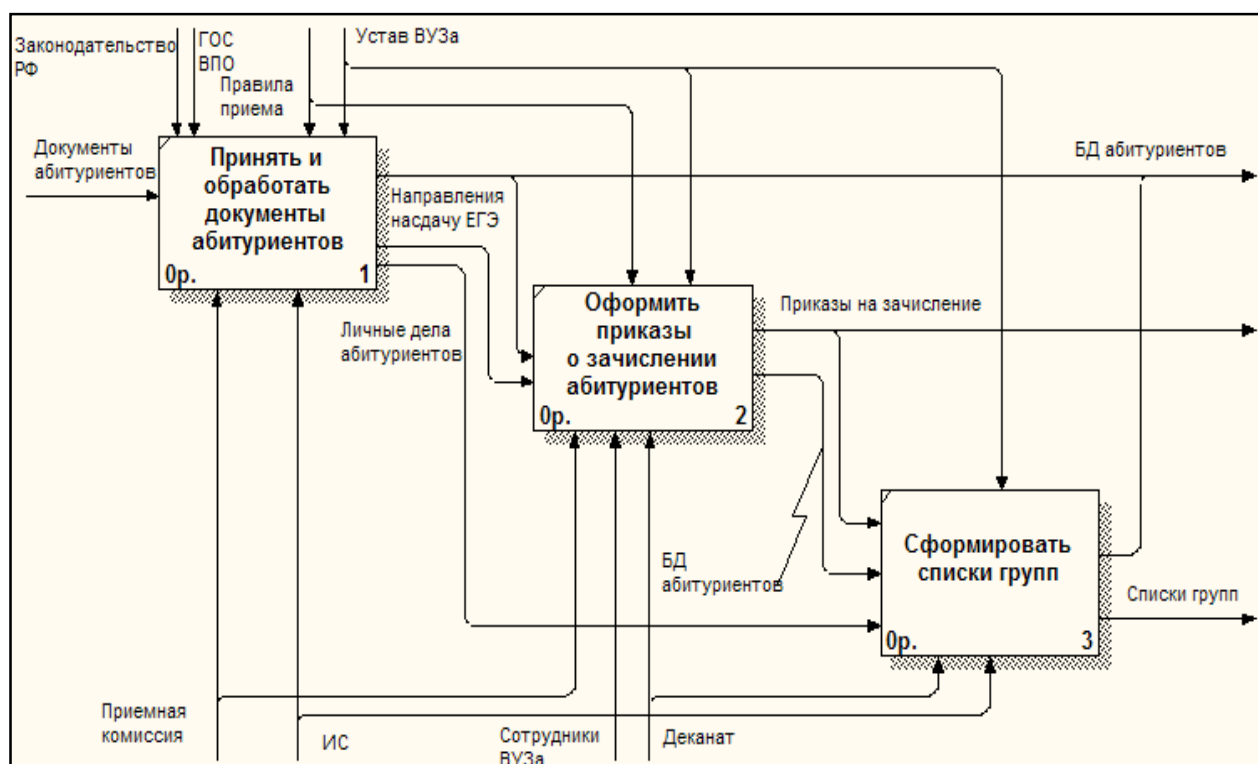 Законодательство
РФ
ГОС
ВПО
Устав ВУЗа
Правила
приема
Документы
абитуриентов
Принять и
обработать
документы
абитуриентов
0р.
1
БД абитуриентов
Направления
насдачу ЕГЭ
Оформить
приказы
о зачислении
абитуриентов
0р.
2
Приказы на зачисление
Личные дела
абитуриентов
Сформировать
списки групп
0р.
3
БД
абитуриентов
Списки групп
Приемная
комиссия
ИС
Сотрудники
ВУЗа
Деканат